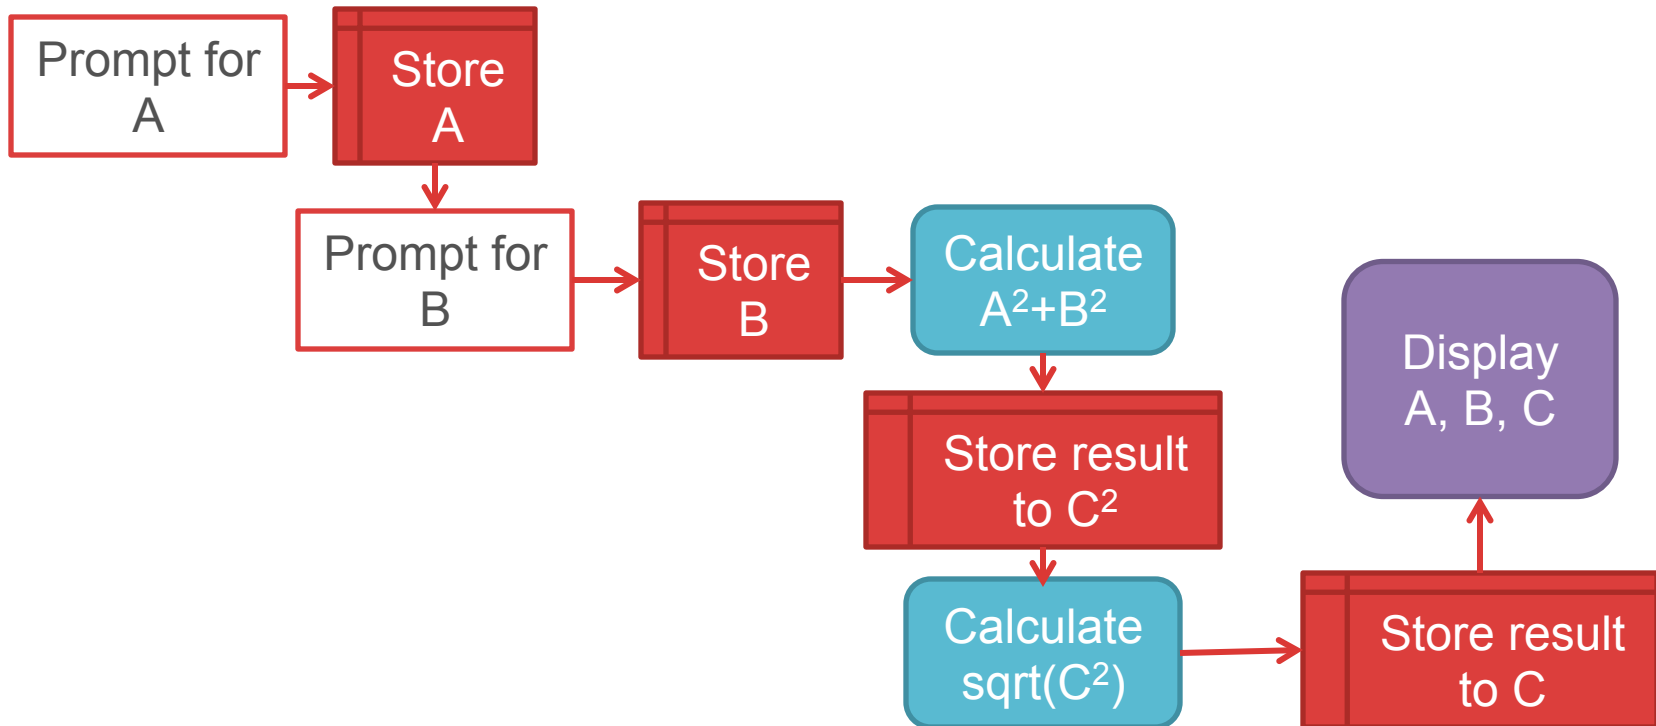 Prompt for
A
Store
A
Prompt for
B
Store
B
Calculate
A²+B²
Store result
to C²
Calculate
sqrt(C²)
Store result
to C
Display
A, B, C